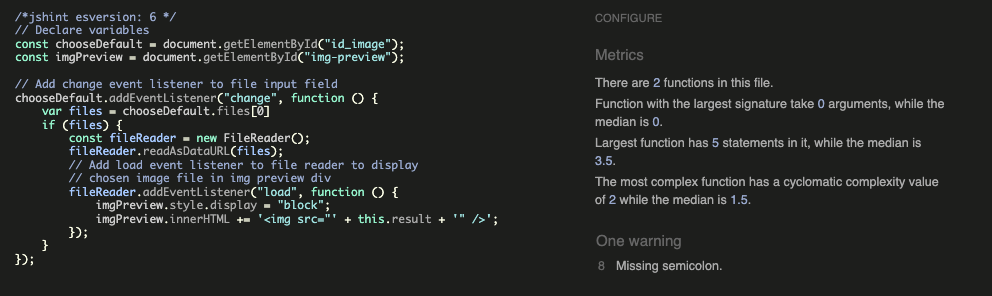 /*jshint esversion: 6 */
// Declare variables
const chooseDefault = document.getElementById("id_image");
const imgPreview = document.getElementById("img-preview");
// Add change event listener to file input field
chooseDefault.addEventListener("change", function () {
    var files = chooseDefault.files[0]
    if (files) {
        const fileReader = new FileReader();
        fileReader.readAsDataURL(files);
        // Add load event listener to file reader to display
        // chosen image file in img preview div
        fileReader.addEventListener("load", function () {
            imgPreview.style.display = "block";
            imgPreview.innerHTML += '<img src="' + this.result + '" />';
        });
    }
});
CONFIGURE
Metrics
There are 2 functions in this file.
Function with the largest signature take 0 arguments, while the
median is 0.
Largest function has 5 statements in it, while the median is
3.5.
The most complex function has a cyclomatic complexity value
of 2 while the median is 1.5.
One warning
8 Missing semicolon.